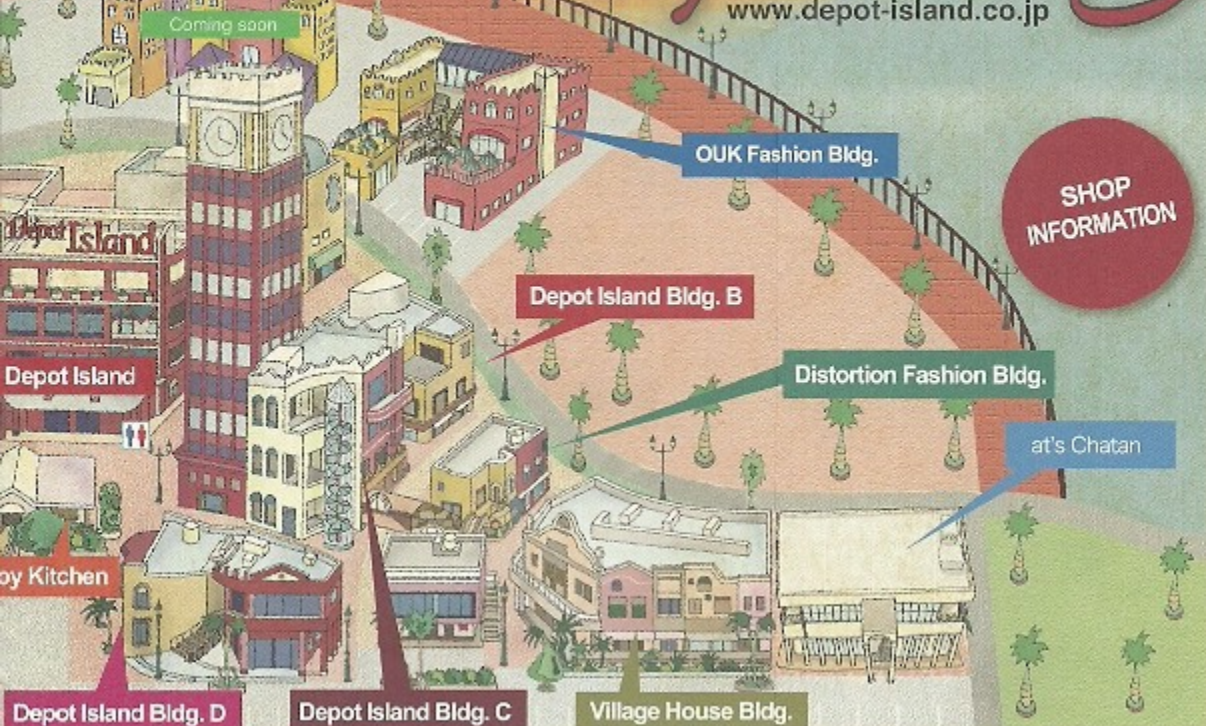 www.depot-island.co.jp
Coming soon
OUK Fashion Bldg.
SHOP
INFORMATION
Depot Island
Depot Island Bldg. B
Depot Island
Distortion Fashion Bldg.
at's Chatan
oy Kitchen
Depot Island Bldg. D
Depot Island Bldg. C
Village House Bldg.